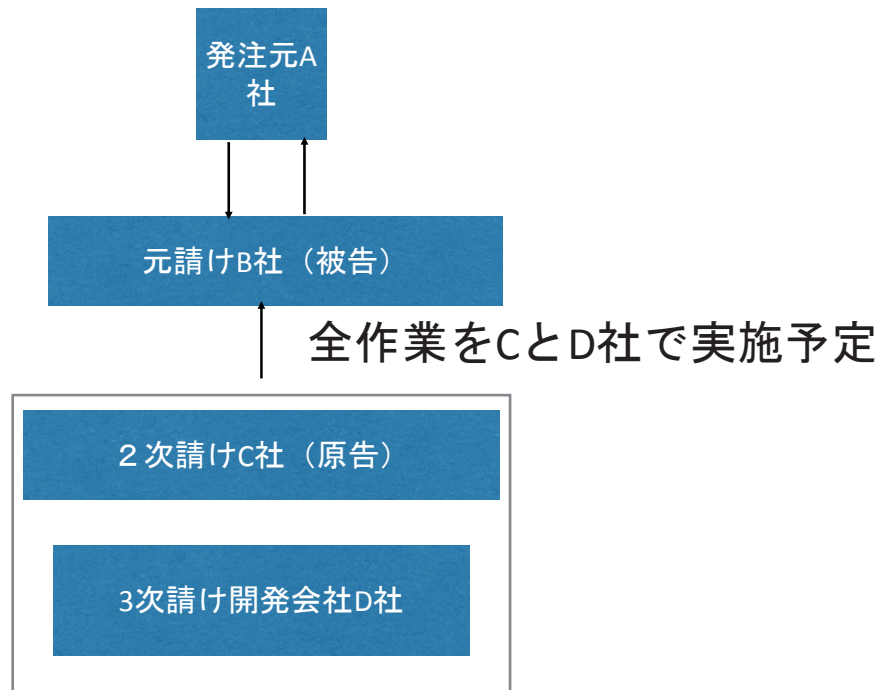 発注元A
社
元請けB社（被告）
全作業をCとD社で実施予定
２次請けC社（原告）
3次請け開発会社D社